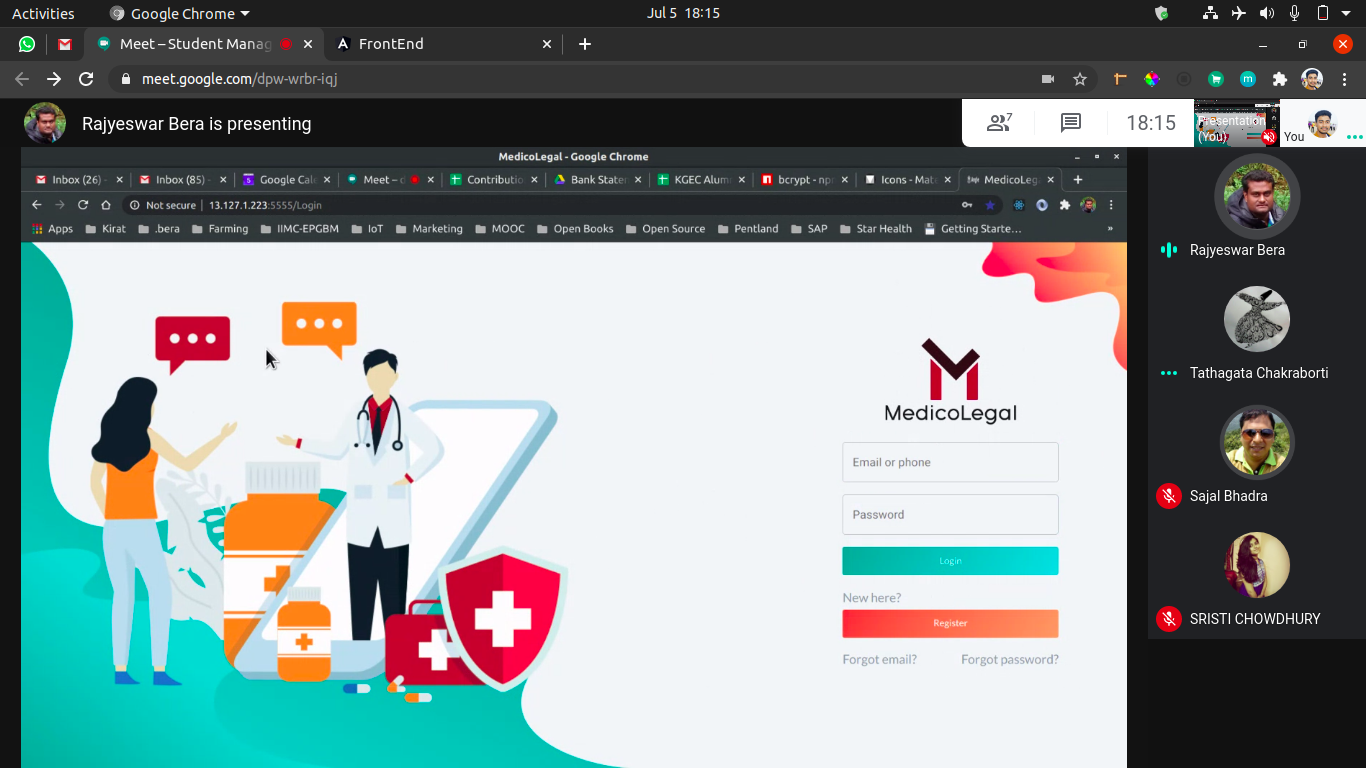 Activities
Google Chrome
Jul 5 18:15
Meet – Student Manag
FrontEnd
meet.google.com/dpw-wrbr-iqj
Rajyeswar Bera is presenting
7
18:15
Presentation
(You)
You
MedicoLegal - Google Chrome
Inbox (26) -
Inbox (85) -
Google Cale
Meet – d
Contributio
Bank Statem
KGEC Alum
bcrypt - npr
Icons - Mate
MedicoLeg
Not secure
13.127.1.223:5555/Login
Apps
Kirat
.bera
Farming
IIMC-EPGBM
IoT
Marketing
MOOC
Open Books
Open Source
Pentland
SAP
Star Health
Getting Starte...
»
MedicoLegal
Email or phone
Password
Login
New here?
Register
Forgot email?
Forgot password?
Rajyeswar Bera
Tathagata Chakraborti
Sajal Bhadra
SRISTI CHOWDHURY